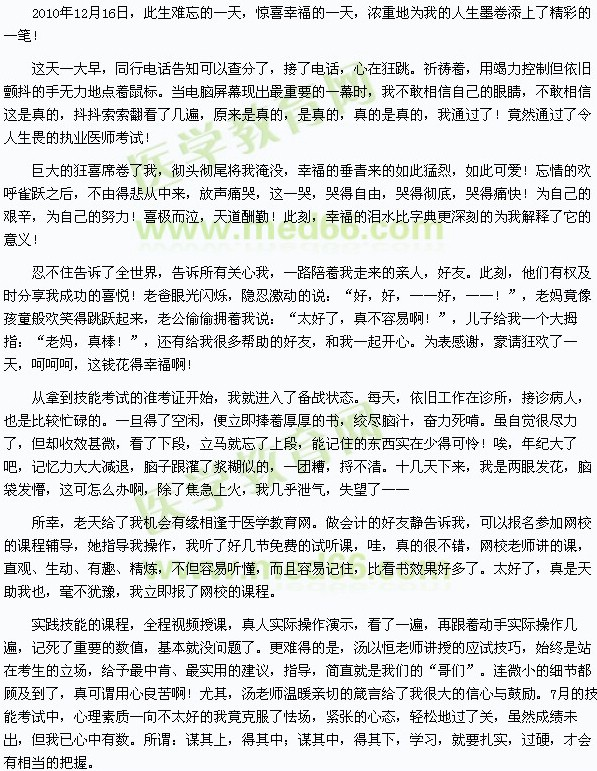 2010年12月16日，此生难忘的一天，惊喜幸福的一天，浓重地为我的人生墨卷添上了精彩的
一笔！
这天一大早，同行电话告知可以查分了，接了电话，心在狂跳。祈祷着，用竭力控制但依旧
颤抖的手无力地点着鼠标。当电脑屏幕现出最重要的一幕时，我不敢相信自己的眼睛，不敢相信
这是真的，抖抖索索翻看了几遍，原来是真的，是真的，真的是真的，我通过了！竟然通过了令
人生畏的执业医师考试！
巨大的狂喜席卷了我，彻头彻尾将我淹没，幸福的垂青来的如此猛烈，如此可爱！忘情的欢
呼雀跃之后，不由得悲从中来，放声痛哭，这一哭，哭得自由，哭得彻底，哭得痛快！为自己的
艰辛，为自己的努力！喜极而泣，天道酬勤！此刻，幸福的泪水比字典更深刻的为我解释了它的
意义！
忍不住告诉了全世界，告诉所有关心我，一路陪着我走来的亲人，好友。此刻，他们有权及
时分享我成功的喜悦！老爸眼光闪烁，隐忍激动的说：“好，好，一一好，一一！”，老妈竟像
孩童般欢笑得跳跃起来，老公偷偷拥着我说：“太好了，真不容易啊！”，儿子给我一个大拇
指：“老妈，真棒！”，还有给我很多帮助的好友，和我一起开心。为表感谢，蒙请狂欢了一
天，呵呵呵，这钱花得幸福啊！
从拿到技能考试的准考证开始，我就进入了备战状态。每天，依旧工作在诊所，接诊病人，
也是比较忙碌的。一旦得了空闲，便立即捧着厚厚的书，绞尽脑汁，奋力死啃。虽自觉很尽力
了，但却收效甚微，看了下段，立马就忘了上段，能记住的东西实在少得可怜！唉，年纪大了
吧，记忆力大大减退，脑子跟灌了浆糊似的，一团糟，捋不清。十几天下来，我是两眼发花，脑
袋发懵，这可怎么办啊，除了焦急上火，我几乎泄气，失望了一一
所幸，老天给了我机会有缘相逢于医学教育网。做会计的好友静告诉我，可以报名参加网校
的课程辅导，她指导我操作，我听了好几节免费的试听课，哇，真的很不错，网校老师讲的课，
直观、生动、有趣、精炼，不但容易听懂，而且容易记住，比看书效果好多了。太好了，真是天
助我也，毫不犹豫，我立即报了网校的课程。
实践技能的课程，全程视频授课，真人实际操作演示，看了一遍，再跟着动手实际操作几
遍，记死了重要的数值，基本就没问题了。更难得的是，汤以恒老师讲授的应试技巧，始终是站
在考生的立场，给予最中肯、最实用的建议，指导，简直就是我们的“哥们”。连微小的细节都
顾及到了，真可谓用心良苦啊！尤其，汤老师温暖亲切的箴言给了我很大的信心与鼓励。7月的技
能考试中，心理素质一向不太好的我竟克服了怯场，紧张的心态，轻松地过了关，虽然成绩未
出，但我已心中有数。所谓：谋其上，得其中；谋其中，得其下，学习，就要扎实，过硬，才会
有相当的把握。
医学教育网
www.med66.com
医学教育网
www.med66.com